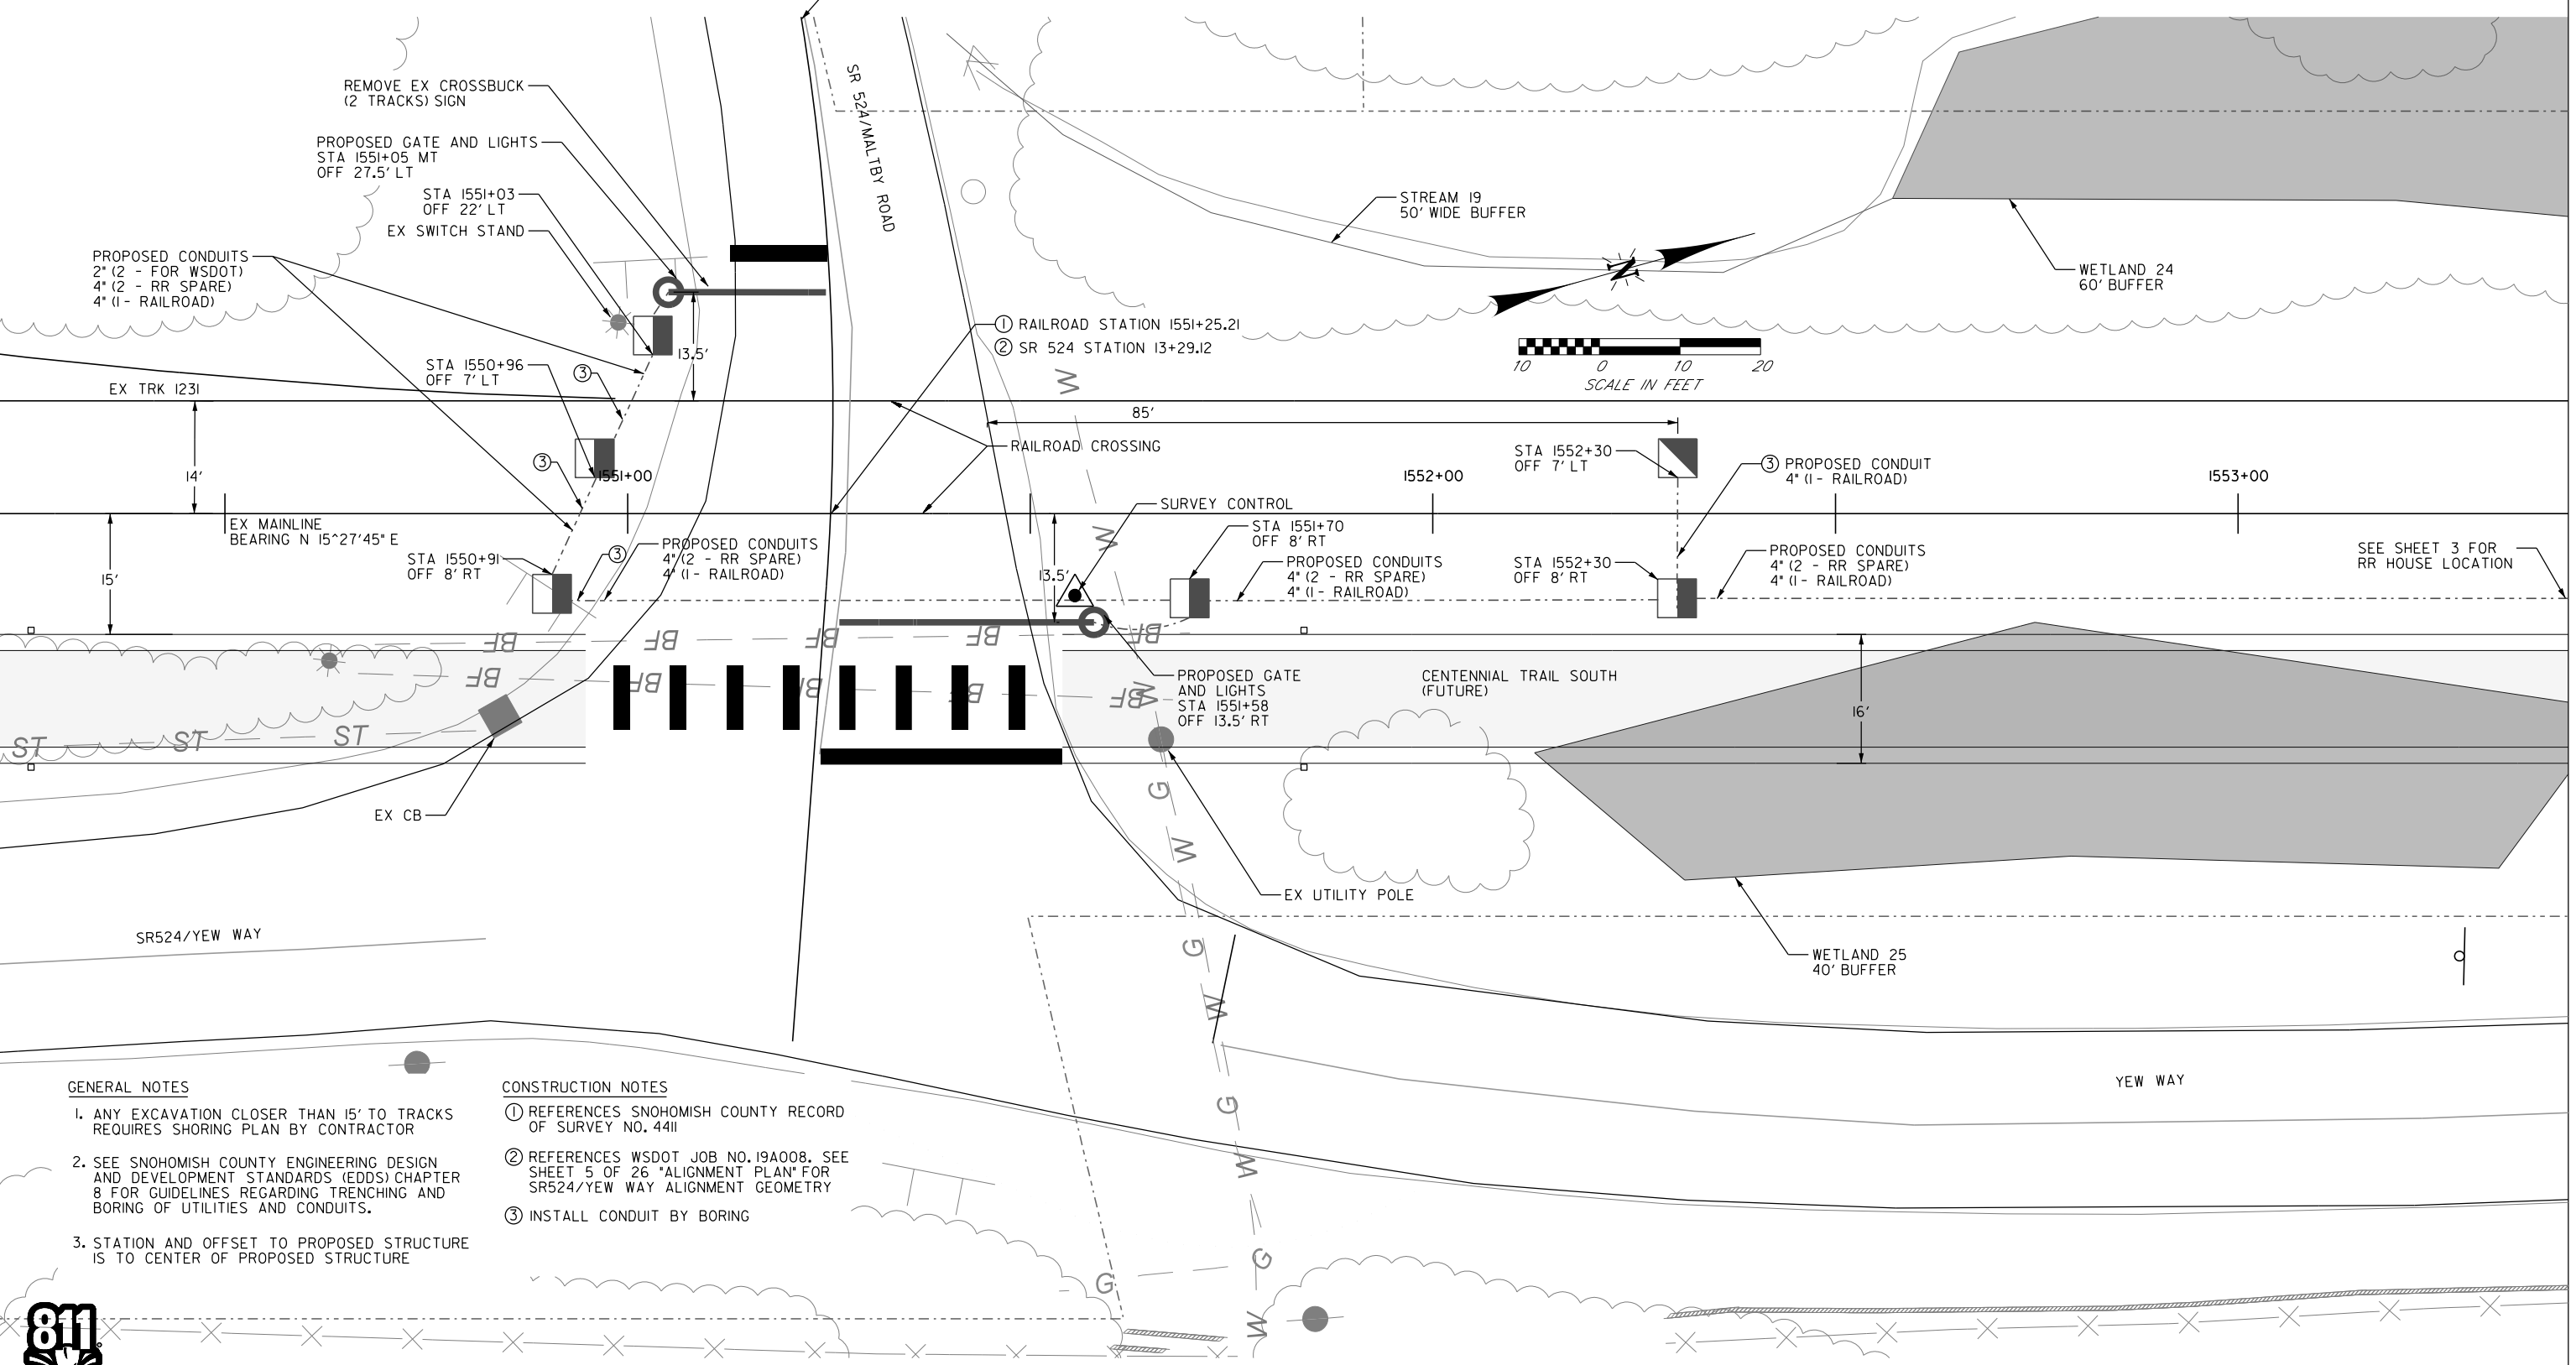 REMOVE EX CROSSBUCK
(2 TRACKS) SIGN
PROPOSED GATE AND LIGHTS
STA 1551+05 MT
OFF 27.5' LT
STA 1551+03
OFF 22' LT
EX SWITCH STAND
PROPOSED CONDUITS
2" (2 - FOR WSDOT)
4" (2 - RR SPARE)
4" (1 - RAILROAD)
SR 524/MALTBY ROAD
STREAM 19
50' WIDE BUFFER
WETLAND 24
60' BUFFER
N
1 RAILROAD STATION 1551+25.21
2 SR 524 STATION 13+29.12
10 0 10 20
SCALE IN FEET
13.5'
STA 1550+96
OFF 7' LT
3
EX TRK 1231
W
85'
RAILROAD CROSSING
STA 1552+30
OFF 7' LT
3
14'
1551+00
1552+00
1553+00
3 PROPOSED CONDUIT
4" (1 - RAILROAD)
SURVEY CONTROL
EX MAINLINE
BEARING N 15^27'45" E
STA 1551+70
OFF 8' RT
W
STA 1550+91
OFF 8' RT
3
PROPOSED CONDUITS
4" (2 - RR SPARE)
4" (1 - RAILROAD)
PROPOSED CONDUITS
4" (2 - RR SPARE)
4" (1 - RAILROAD)
STA 1552+30
OFF 8' RT
PROPOSED CONDUITS
4" (2 - RR SPARE)
4" (1 - RAILROAD)
SEE SHEET 3 FOR
RR HOUSE LOCATION
15'
13.5'
BF BF BF BF BF
BF BF BF BF BF
W
PROPOSED GATE
AND LIGHTS
STA 1551+58
OFF 13.5' RT
CENTENNIAL TRAIL SOUTH
(FUTURE)
16'
ST ST ST
EX CB
G
W
EX UTILITY POLE
SR524/YEW WAY
G
WETLAND 25
40' BUFFER
W
YEW WAY
G
W
G
G
W
GENERAL NOTES
1. ANY EXCAVATION CLOSER THAN 15' TO TRACKS
REQUIRES SHORING PLAN BY CONTRACTOR
2. SEE SNOHOMISH COUNTY ENGINEERING DESIGN
AND DEVELOPMENT STANDARDS (EDDS) CHAPTER
8 FOR GUIDELINES REGARDING TRENCHING AND
BORING OF UTILITIES AND CONDUITS.
3. STATION AND OFFSET TO PROPOSED STRUCTURE
IS TO CENTER OF PROPOSED STRUCTURE
CONSTRUCTION NOTES
1 REFERENCES SNOHOMISH COUNTY RECORD
OF SURVEY NO. 4411
2 REFERENCES WSDOT JOB NO. 19A008. SEE
SHEET 5 OF 26 "ALIGNMENT PLAN" FOR
SR524/YEW WAY ALIGNMENT GEOMETRY
3 INSTALL CONDUIT BY BORING
811